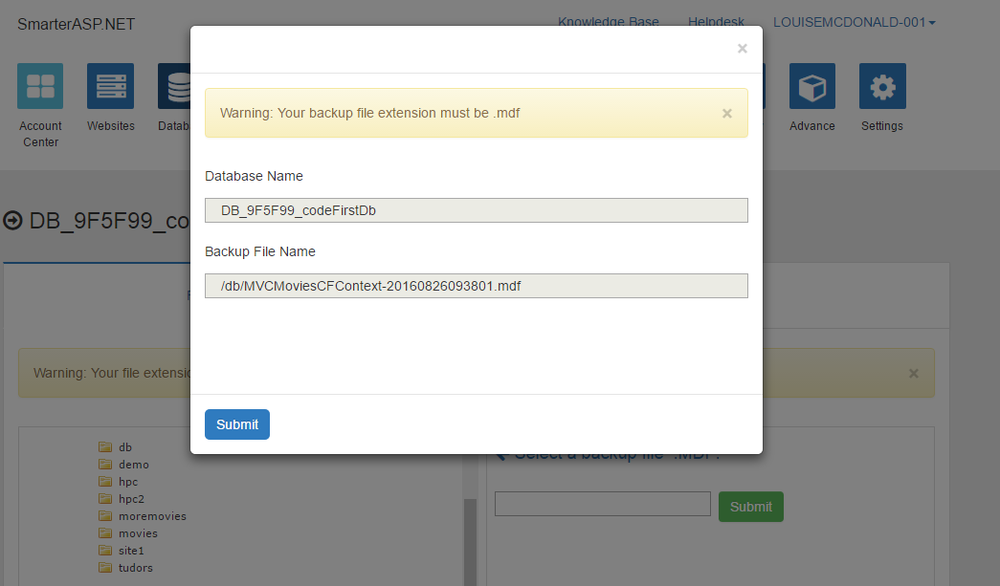 SmarterASP.NET
Knowledge Base
Helpdesk
LOUISEMCDONALD-001
Account
Center
Websites
Datab
Advance
Settings
×
Warning: Your backup file extension must be .mdf
×
Database Name
DB_9F5F99_codeFirstDb
Backup File Name
/db/MVCMoviesCFContext-20160826093801.mdf
Submit
DB_9F5F99_co
Warning: Your file extensio
×
db
demo
hpc
hpc2
moremovies
movies
site1
tudors
Select a backup file ".MDF".
Submit